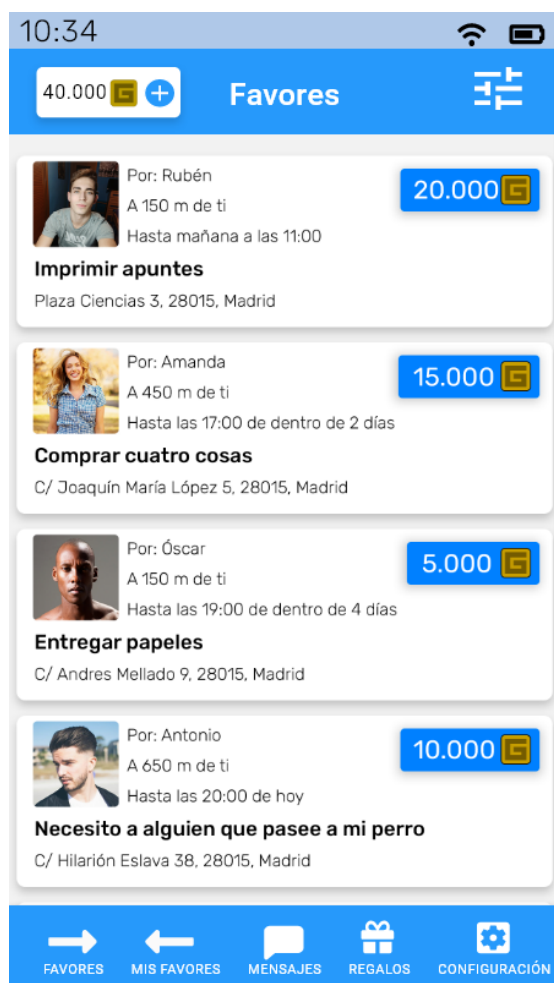 10:34
40.000 G
Favores
Por: Rubén
20.000 G
A 150 m de ti
Hasta mañana a las 11:00
Imprimir apuntes
Plaza Ciencias 3, 28015, Madrid
Por: Amanda
15.000 G
A 450 m de ti
Hasta las 17:00 de dentro de 2 días
Comprar cuatro cosas
C/ Joaquín María López 5, 28015, Madrid
Por: Óscar
5.000 G
A 150 m de ti
Hasta las 19:00 de dentro de 4 días
Entregar papeles
C/ Andres Mellado 9, 28015, Madrid
Por: Antonio
10.000 G
A 650 m de ti
Hasta las 20:00 de hoy
Necesito a alguien que pasee a mi perro
C/ Hilarión Eslava 38, 28015, Madrid
FAVORES MIS FAVORES MENSAJES REGALOS CONFIGURACIÓN